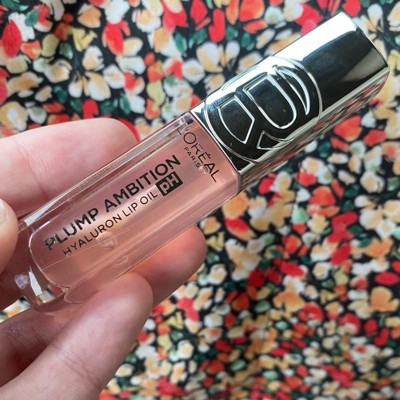 L'ORÉAL
PARIS
PLUMP AMBITION
HYALURON LIP OIL pH